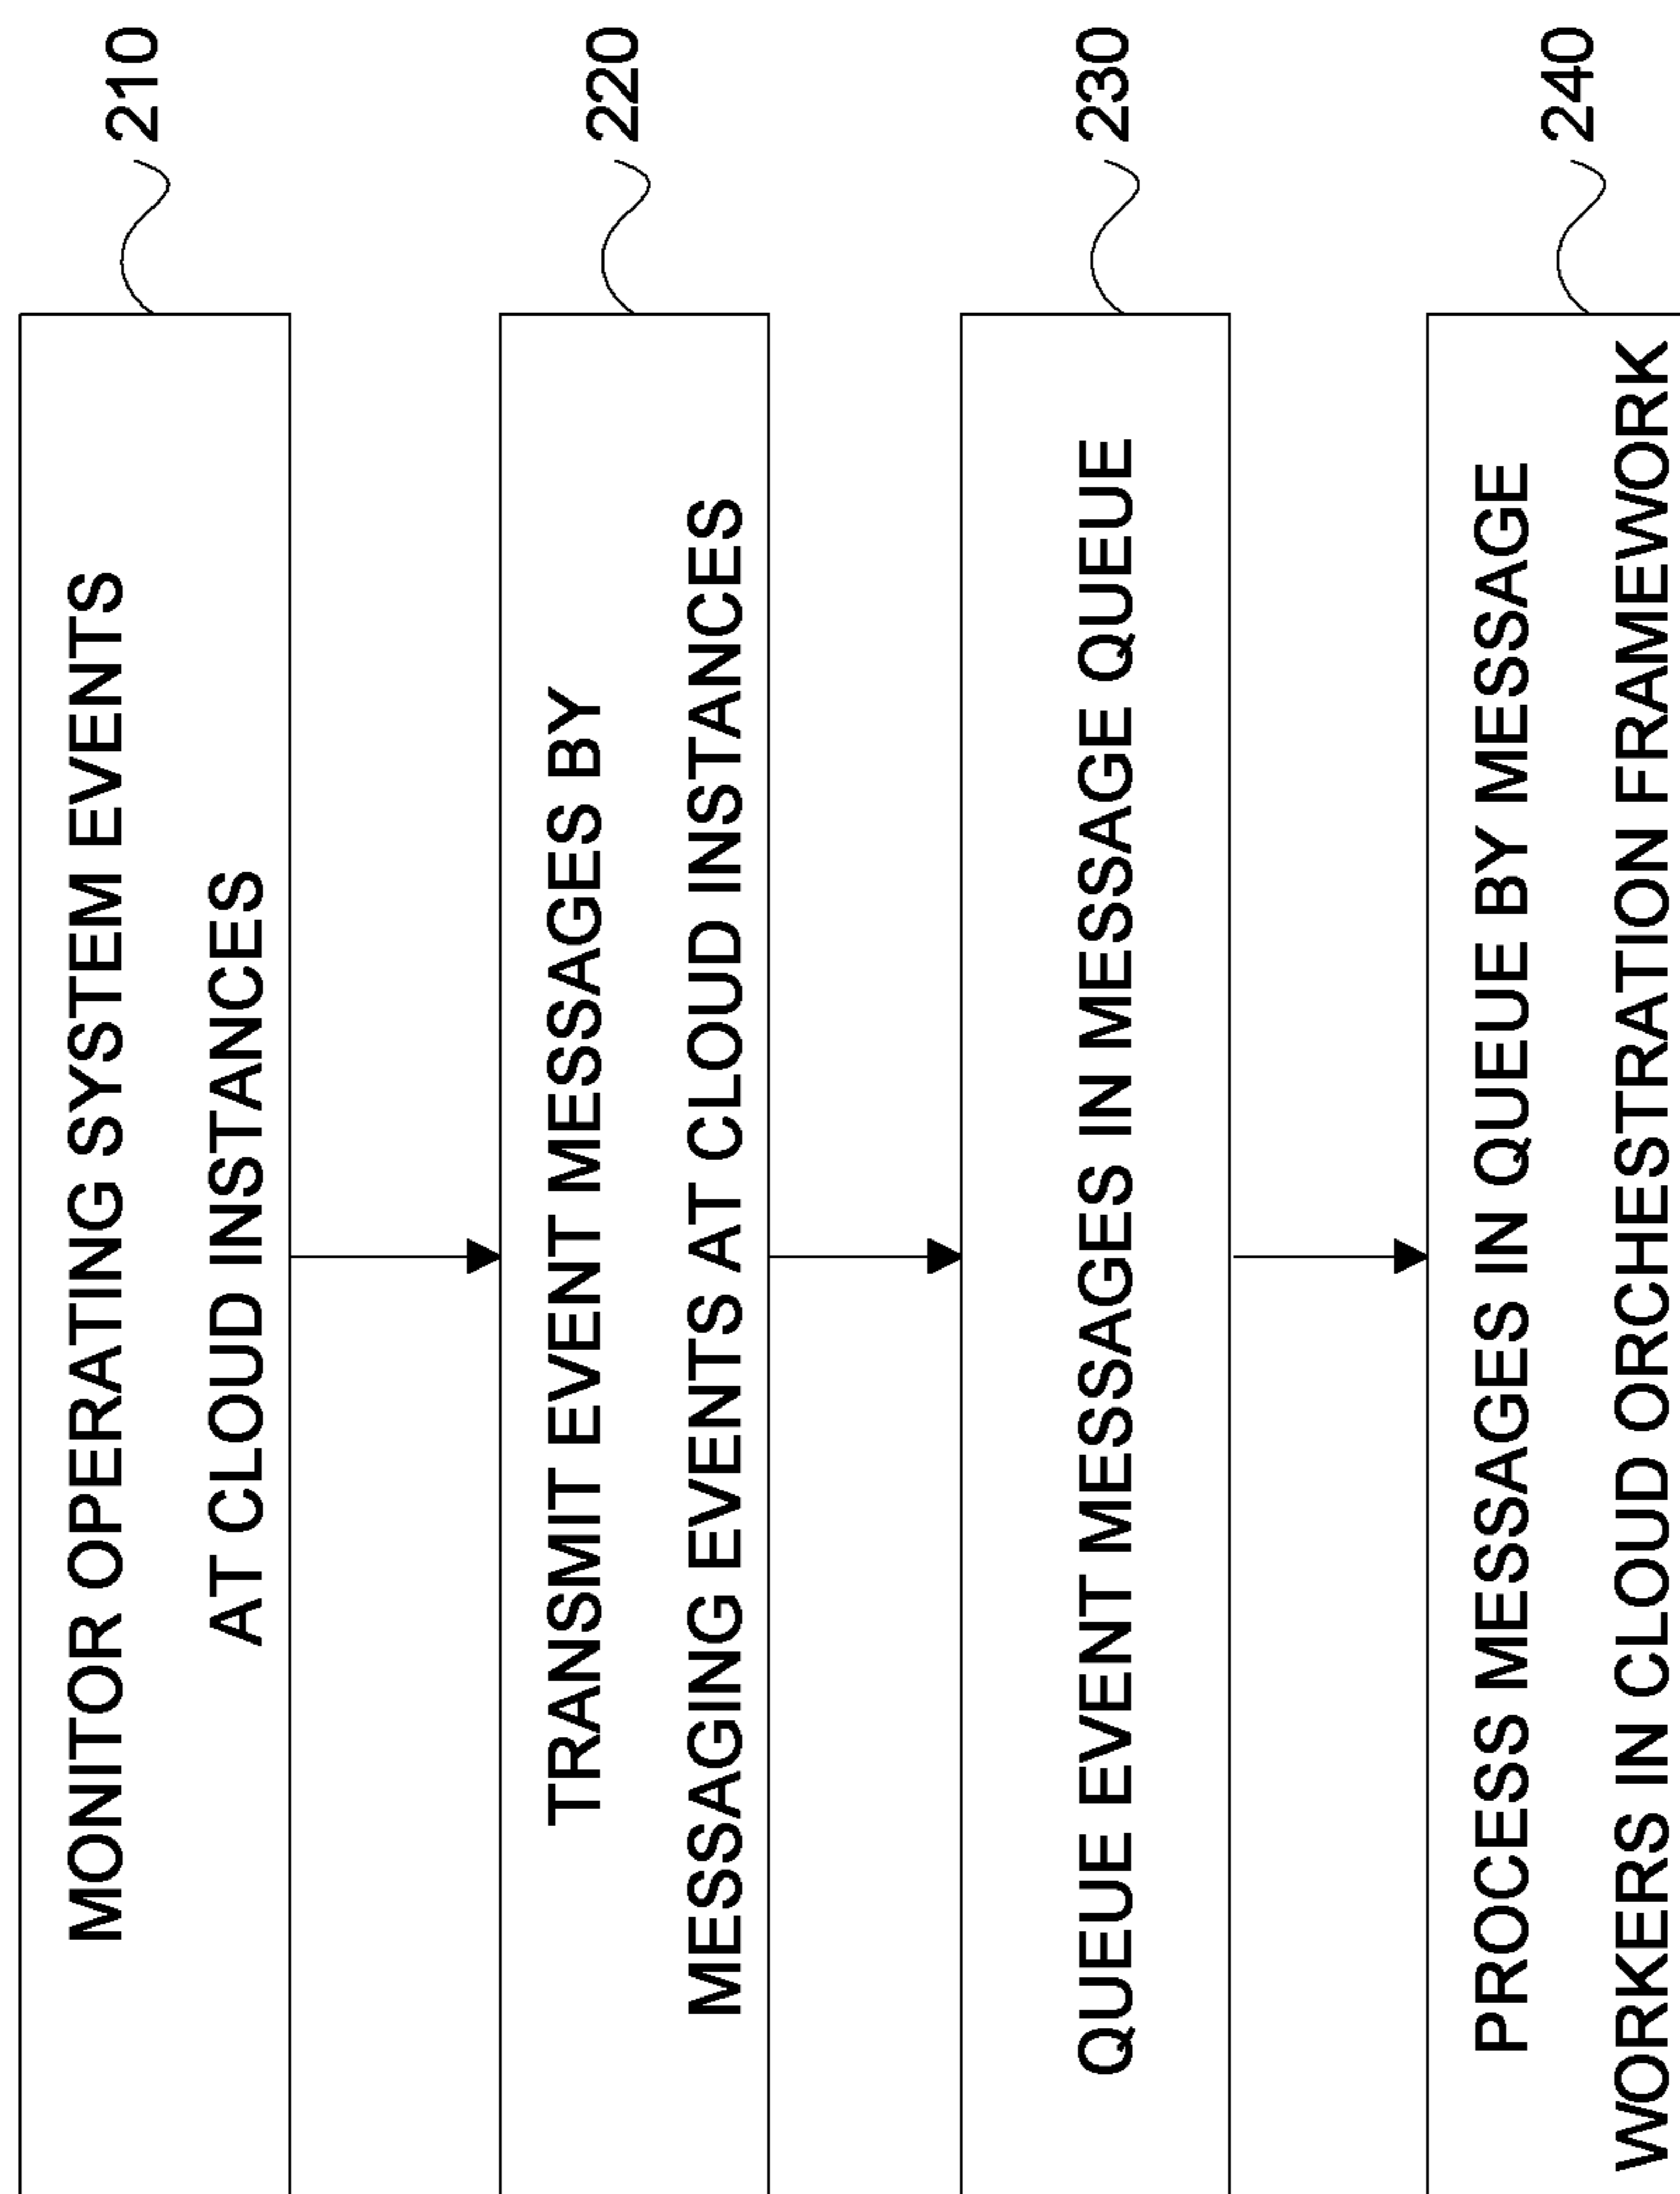 MONITOR OPERATING SYSTEM EVENTS
AT CLOUD INSTANCES
210
TRANSMIT EVENT MESSAGES BY
MESSAGING EVENTS AT CLOUD INSTANCES
220
QUEUE EVENT MESSAGES IN MESSAGE QUEUE
230
PROCESS MESSAGES IN QUEUE BY MESSAGE
WORKERS IN CLOUD ORCHESTRATION FRAMEWORK
240